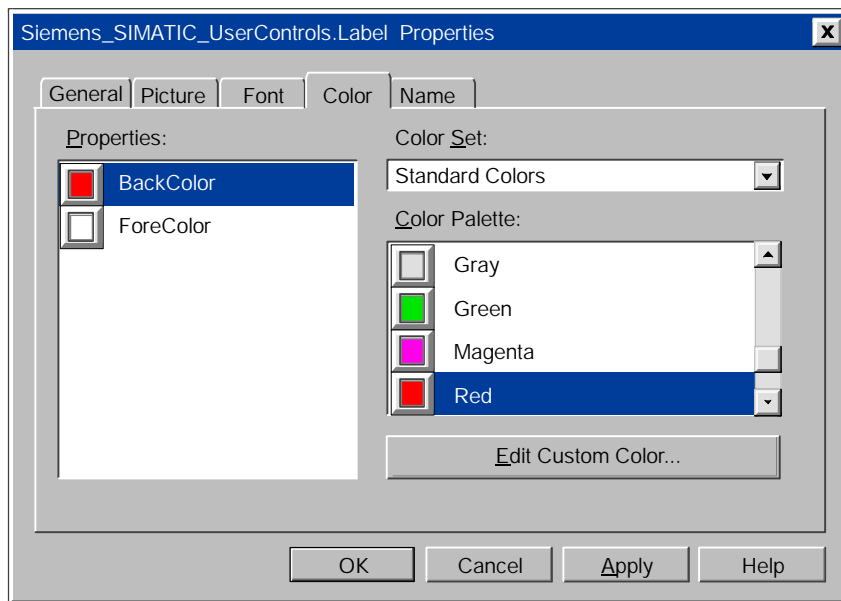 Siemens_SIMATIC_UserControls.Label Properties
X
General Picture Font Color Name
Properties:
BackColor
ForeColor
Color Set:
Standard Colors
Color Palette:
Gray
Green
Magenta
Red
Edit Custom Color...
OK Cancel Apply Help